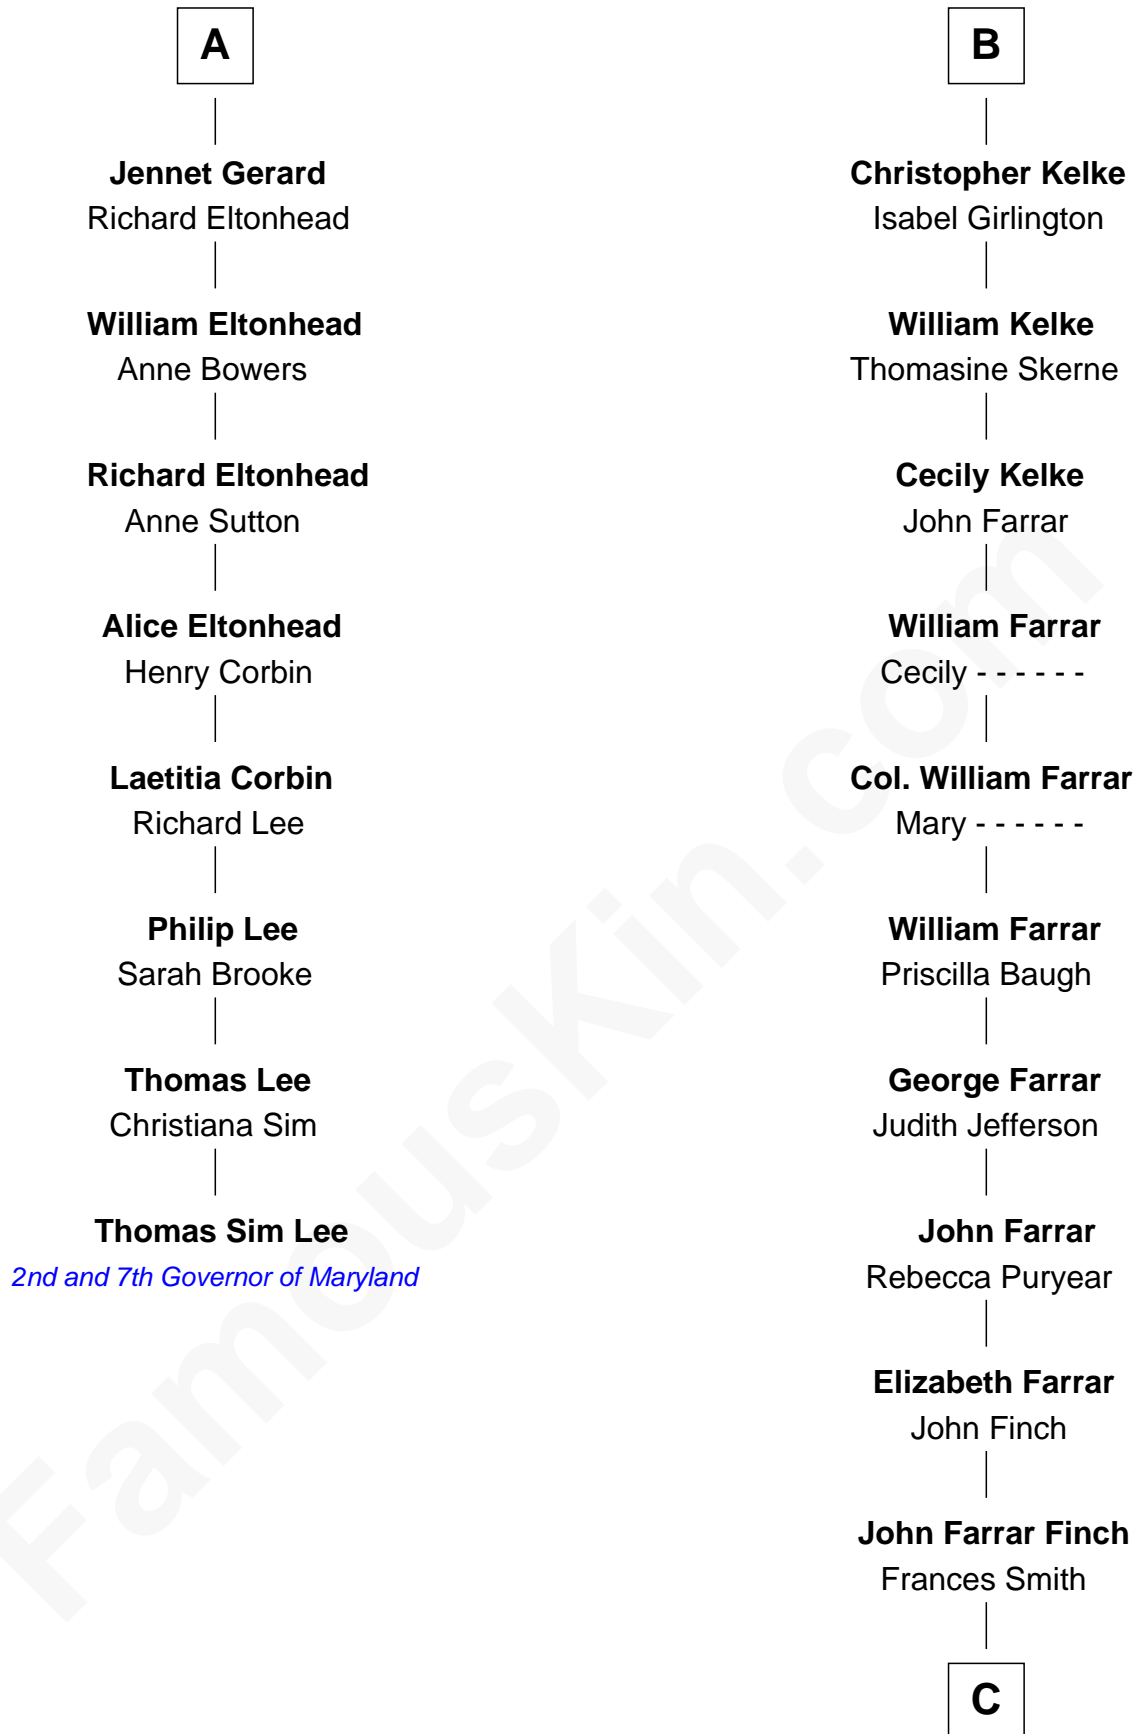 A
Jennet Gerard
Richard Eltonhead
William Eltonhead
Anne Bowers
Richard Eltonhead
Anne Sutton
Alice Eltonhead
Henry Corbin
Laetitia Corbin
Richard Lee
Philip Lee
Sarah Brooke
Thomas Lee
Christiana Sim
Thomas Sim Lee
2nd and 7th Governor of Maryland
B
Christopher Kelke
Isabel Girlington
William Kelke
Thomasine Skerne
Cecily Kelke
John Farrar
William Farrar
Cecily - - - - - -
Col. William Farrar
Mary - - - - - -
William Farrar
Priscilla Baugh
George Farrar
Judith Jefferson
John Farrar
Rebecca Puryear
Elizabeth Farrar
John Finch
John Farrar Finch
Frances Smith
C
FamousKin.com